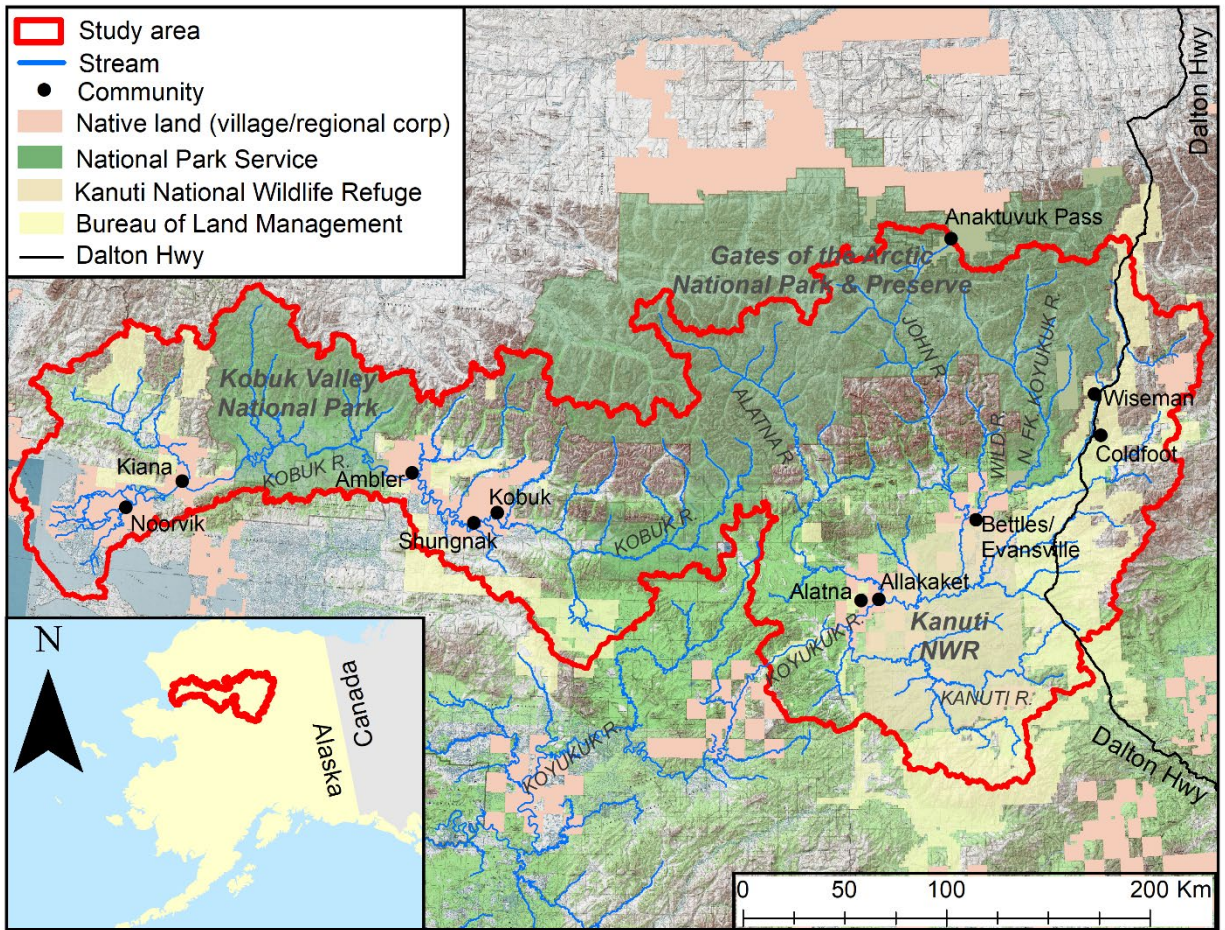 Study area
Stream
Community
Native land (village/regional corp)
National Park Service
Kanuti National Wildlife Refuge
Bureau of Land Management
Dalton Hwy
Dalton Hwy
Anaktuvuk Pass
Gates of the Arctic
National Park & Preserve
JOHN R.
N. FK KOYUKUK R.
WILD R.
ALATNA R.
Kobuk Valley
National Park
Wiseman
Coldfoot
Kiana
KOBUK R.
Ambler
Kobuk
Noorvik
Shungnak
KOBUK R.
Bettles/
Evansville
Alatna
Allakaket
Kanuti
NWR
KOYUKUK R.
KANUTI R.
KOYUKUK R.
Dalton Hwy
N
Canada
Alaska
0 50 100 200 Km